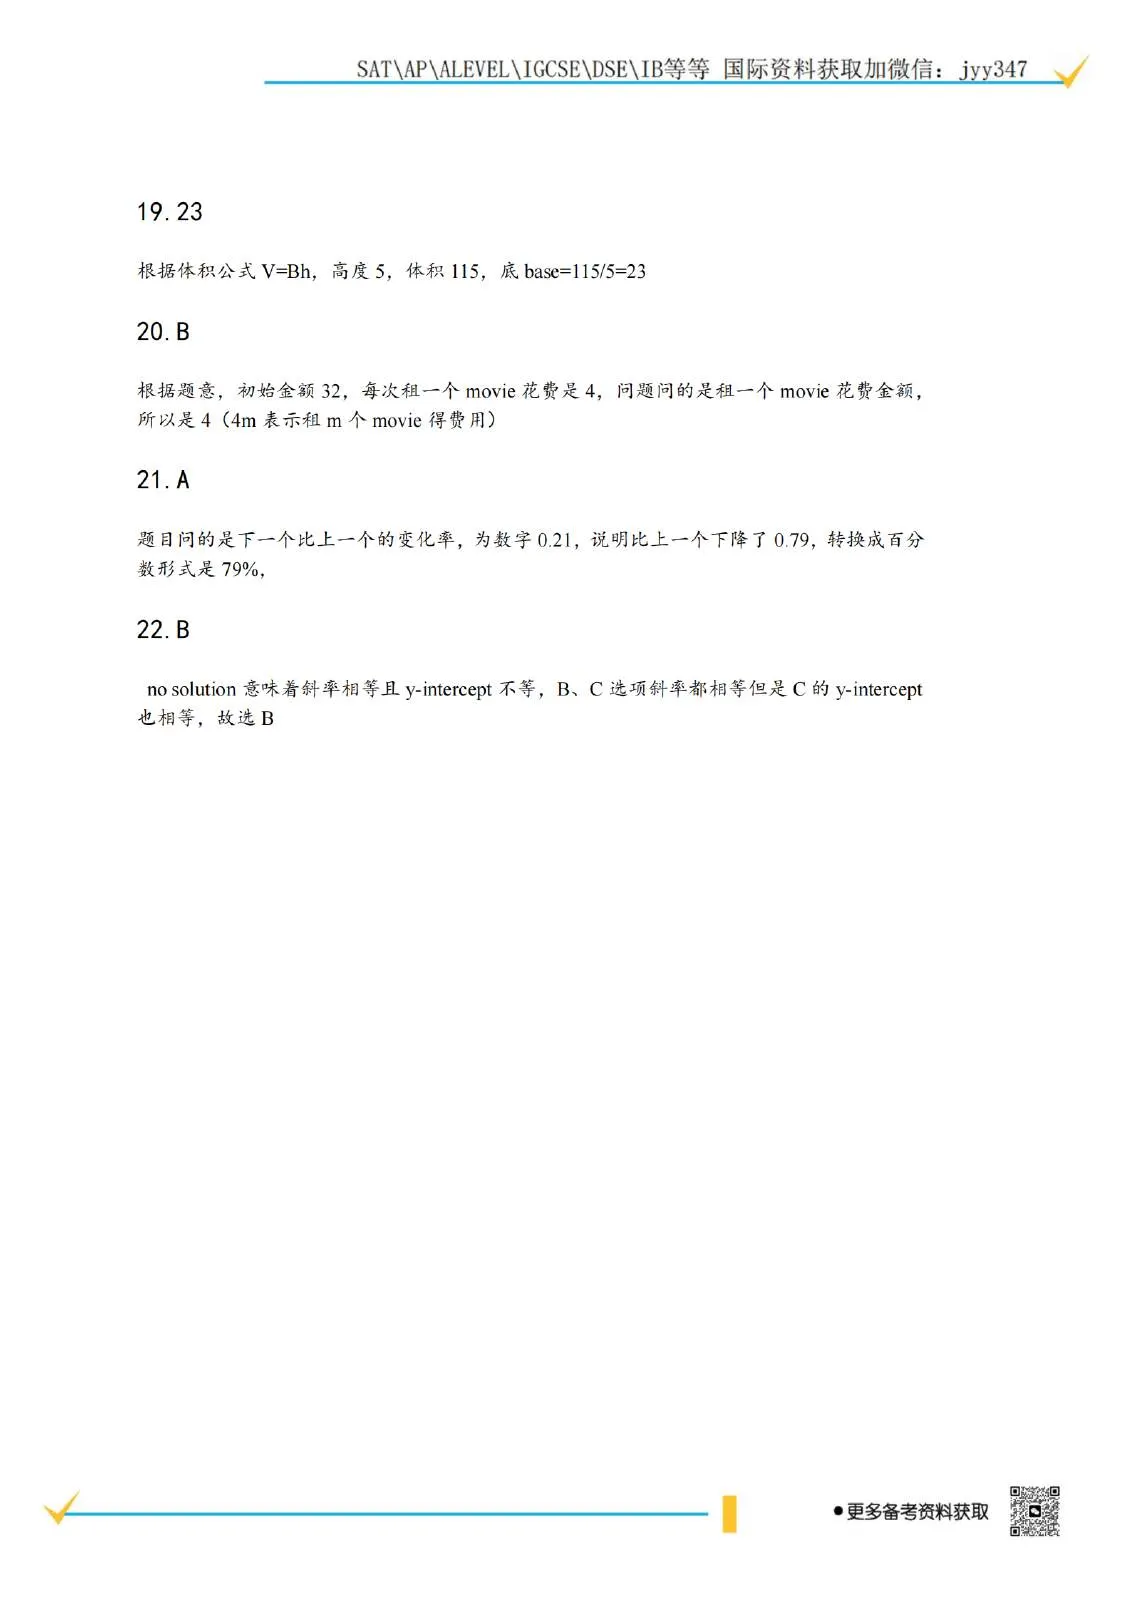 SAT\AP\ALEVEL\IGCSE\DSE\IB等等 国际资料获取加微信：jyy347
19.23
根据体积公式 V=Bh，高度 5，体积 115，底 base=115/5=23
20.B
根据题意，初始金额 32，每次租一个 movie 花费是 4，问题问的是租一个 movie 花费金额，
所以是 4（4m 表示租 m 个 movie 得费用）
21.A
题目问的是下一个比上一个的变化率，为数字 0.21，说明比上一个下降了 0.79，转换成百分
数形式是 79%，
22.B
no solution 意味着斜率相等且 y-intercept 不等，B、C 选项斜率都相等但是 C 的 y-intercept
也相等，故选 B
●更多备考资料获取